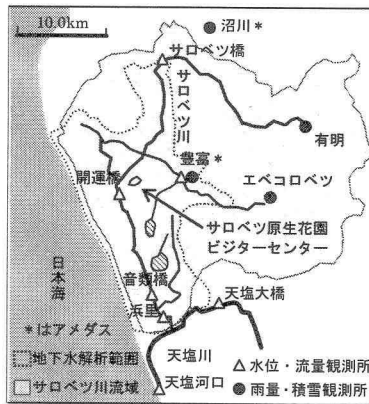 10.0km
沼川*
サロベツ橋
サロベツ川
有明
豊富*
開運橋
エベコロベツ
サロベツ原生花園
ビジターセンター
日本海
音類橋
浜里
天塩大橋
*はアメダス
地下水解析範囲
サロベツ川流域
天塩川
天塩河口
水位・流量観測所
雨量・積雪観測所